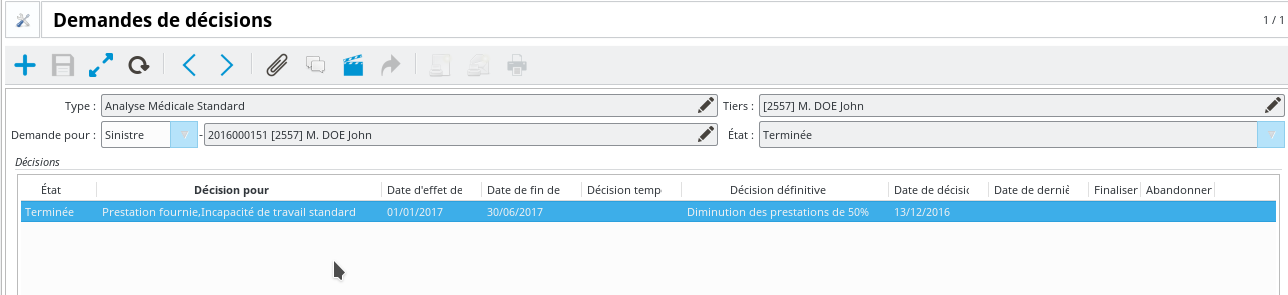 Demandes de décisions 1 / 1
Type : Analyse Médicale Standard Tiers : [2557] M. DOE John
Demande pour : Sinistre - 2016000151 [2557] M. DOE John État : Terminée
Décisions
État Décision pour Date d'effet de Date de fin de Décision temp Décision définitive Date de décisic Date de derniè Finaliser Abandonner
Terminée Prestation fournie,Incapacité de travail standard 01/01/2017 30/06/2017 Diminution des prestations de 50% 13/12/2016